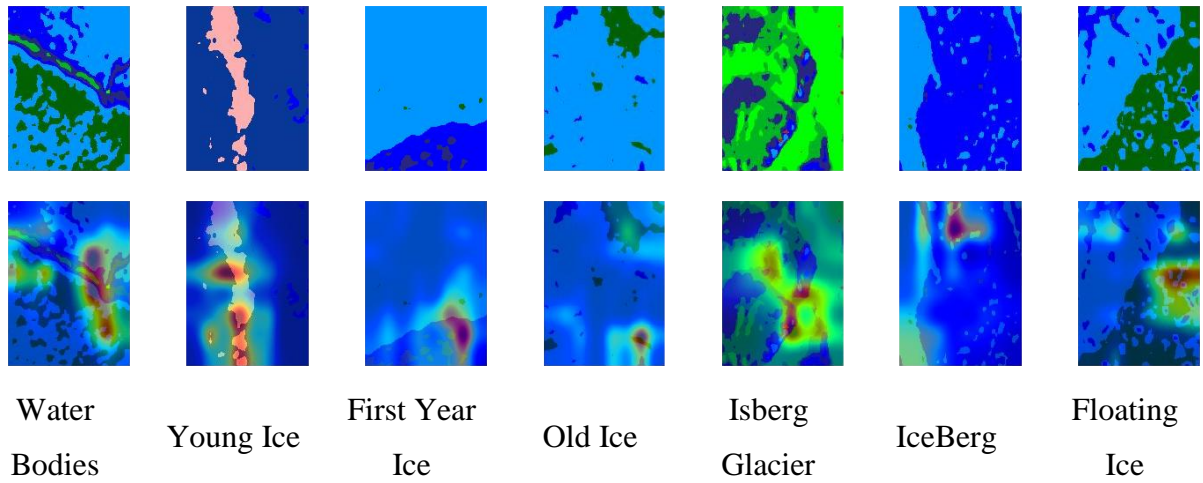 Water
Bodies
Young Ice
First Year
Ice
Old Ice
Isberg
Glacier
IceBerg
Floating
Ice